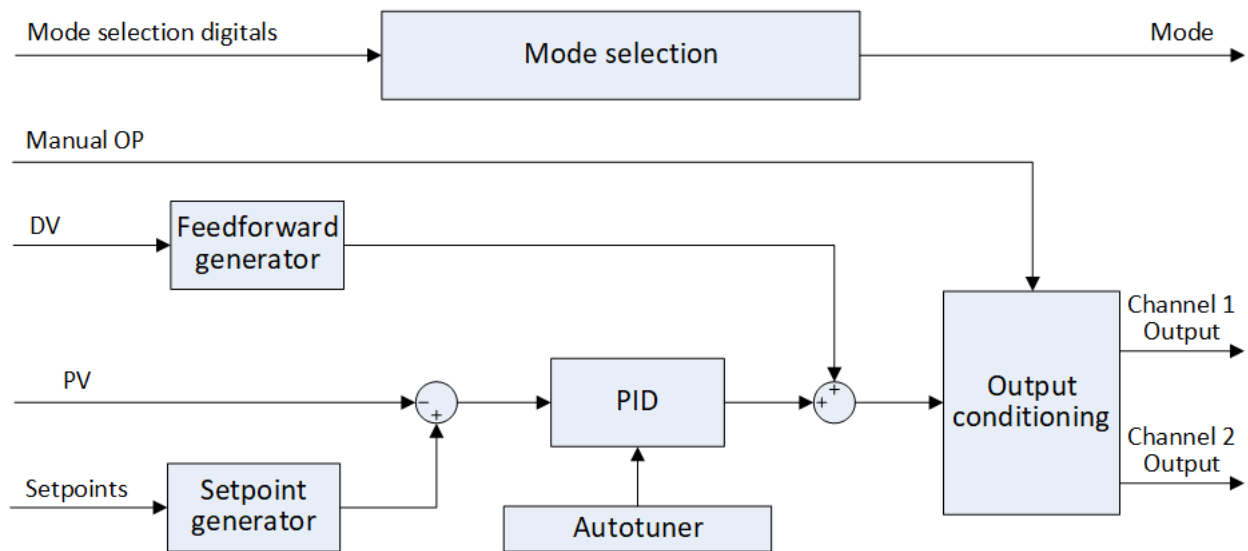 Mode selection digitals
Mode selection
Mode
Manual OP
DV
Feedforward
generator
Channel 1
Output
PV
−
+
PID
+
+
Output
conditioning
Channel 2
Output
Setpoints
Setpoint
generator
Autotuner